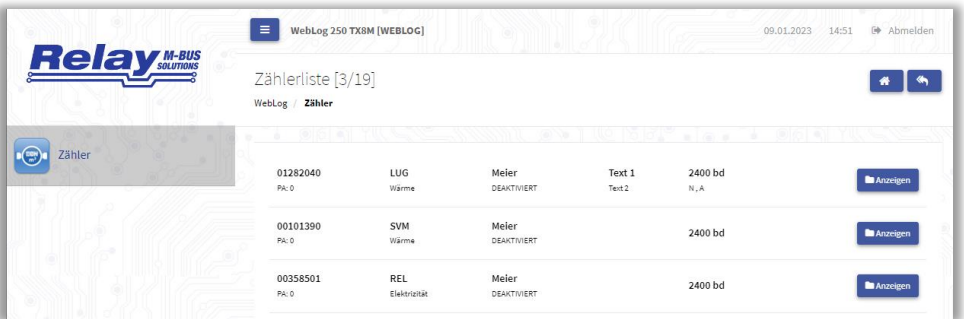 Relay M-BUS SOLUTIONS
WebLog 250 TX8M [WEBLOG]
09.01.2023 14:51 Abmelden
Zählerliste [3/19]
WebLog / Zähler
Zähler
01282040 LUG Meier Text 1 2400 bd
PA: 0 Wärme DEAKTIVIERT Text 2 N , A
Anzeigen
00101390 SVM Meier 2400 bd
PA: 0 Wärme DEAKTIVIERT
Anzeigen
00358501 REL Meier 2400 bd
PA: 0 Elektrizität DEAKTIVIERT
Anzeigen